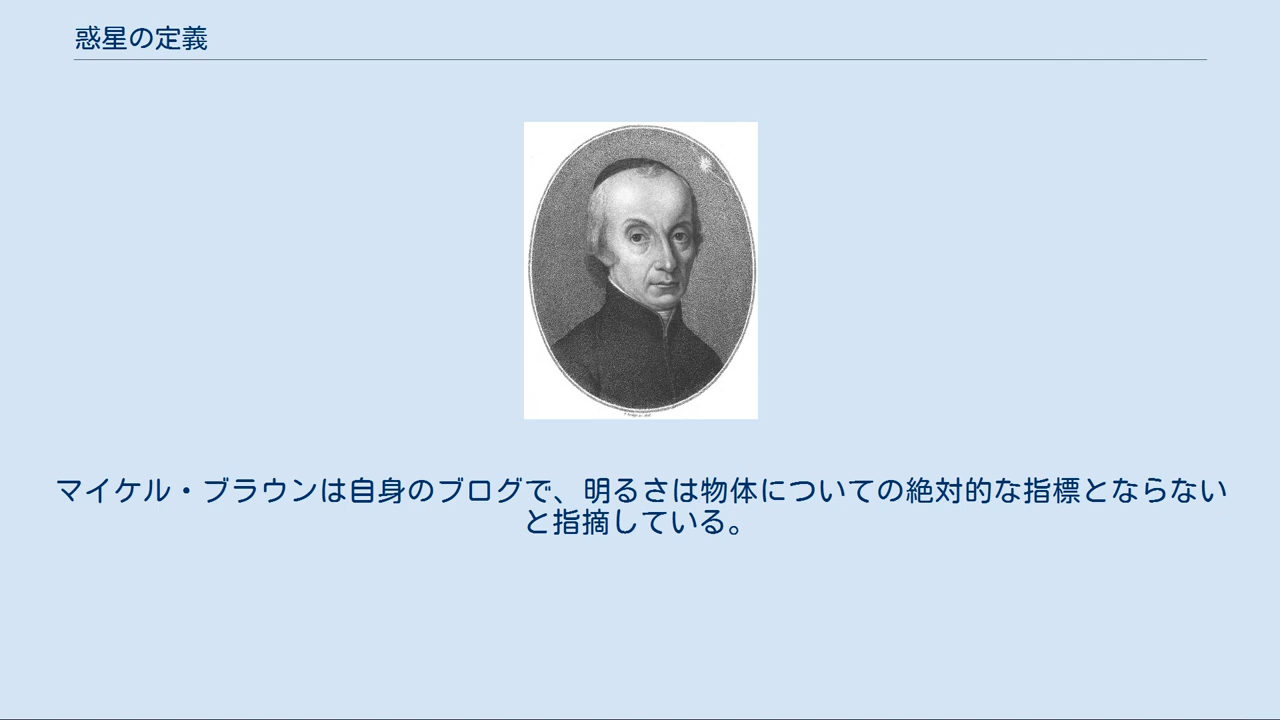 惑星の定義
マイケル・ブラウンは自身のブログで、明るさは物体についての絶対的な指標とならない
と指摘している。